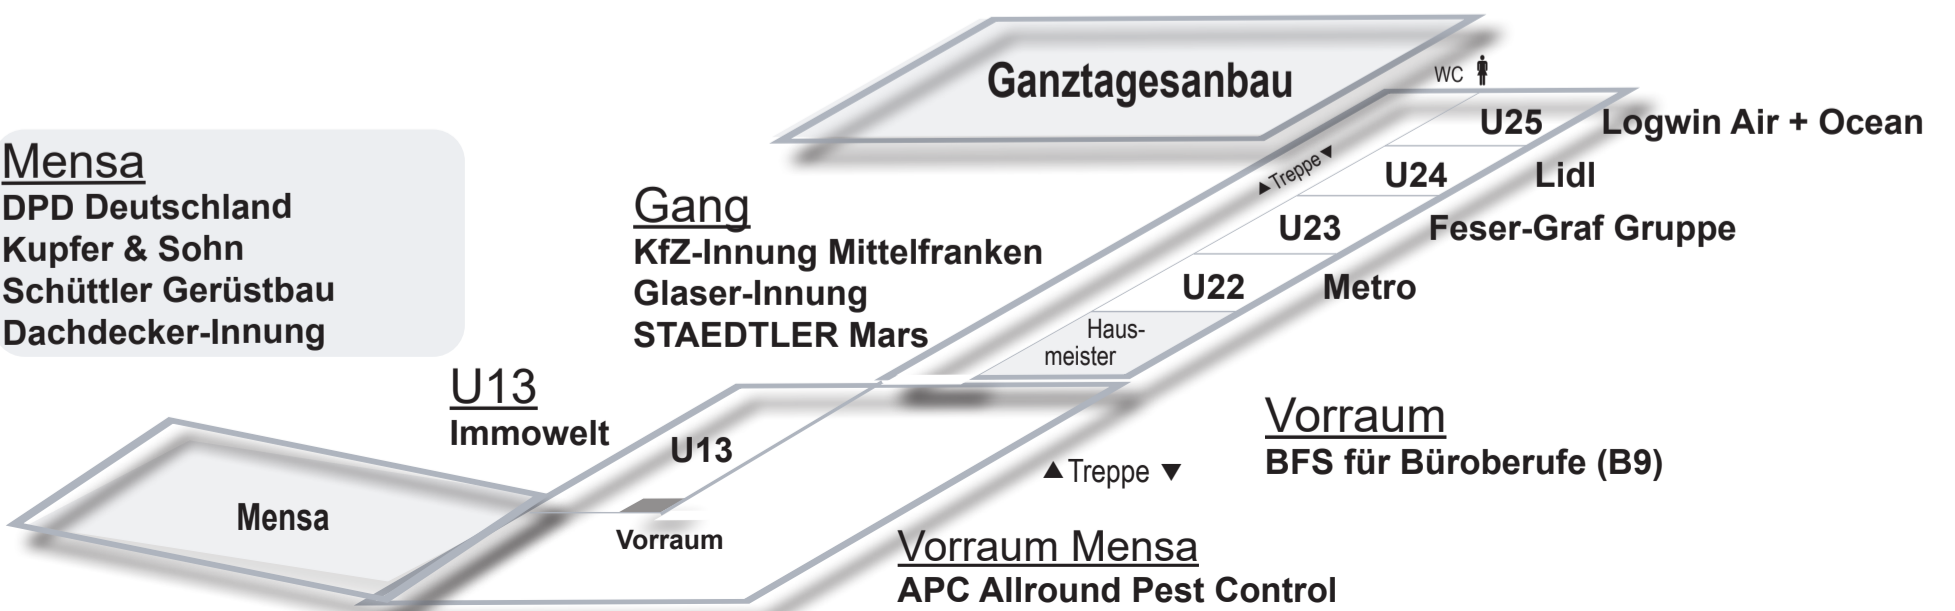 Ganztagesanbau
WC
U25 Logwin Air + Ocean
▲Treppe▼
U24 Lidl
U23 Feser-Graf Gruppe
U22 Metro
Haus-
meister
Mensa
DPD Deutschland
Kupfer & Sohn
Schüttler Gerüstbau
Dachdecker-Innung
Gang
KfZ-Innung Mittelfranken
Glaser-Innung
STAEDTLER Mars
U13
Immowelt
U13
Mensa
Vorraum
▲Treppe ▼
Vorraum
BFS für Büroberufe (B9)
Vorraum Mensa
APC Allround Pest Control